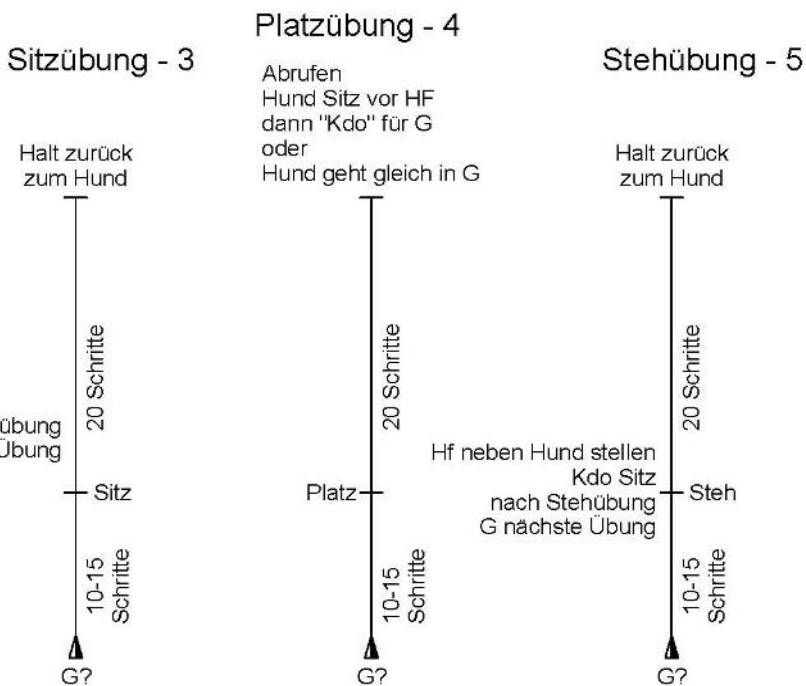 Sitzübung - 3
Halt zurück
zum Hund
20 Schritte
übung
Übung
Sitz
10-15
Schritte
G?
Platzübung - 4
Abrufen
Hund Sitz vor HF
dann "Kdo" für G
oder
Hund geht gleich in G
20 Schritte
Platz
10-15
Schritte
G?
Stehübung - 5
Halt zurück
zum Hund
20 Schritte
Hf neben Hund stellen
Kdo Sitz
nach Stehübung
G nächste Übung
Steh
10-15
Schritte
G?